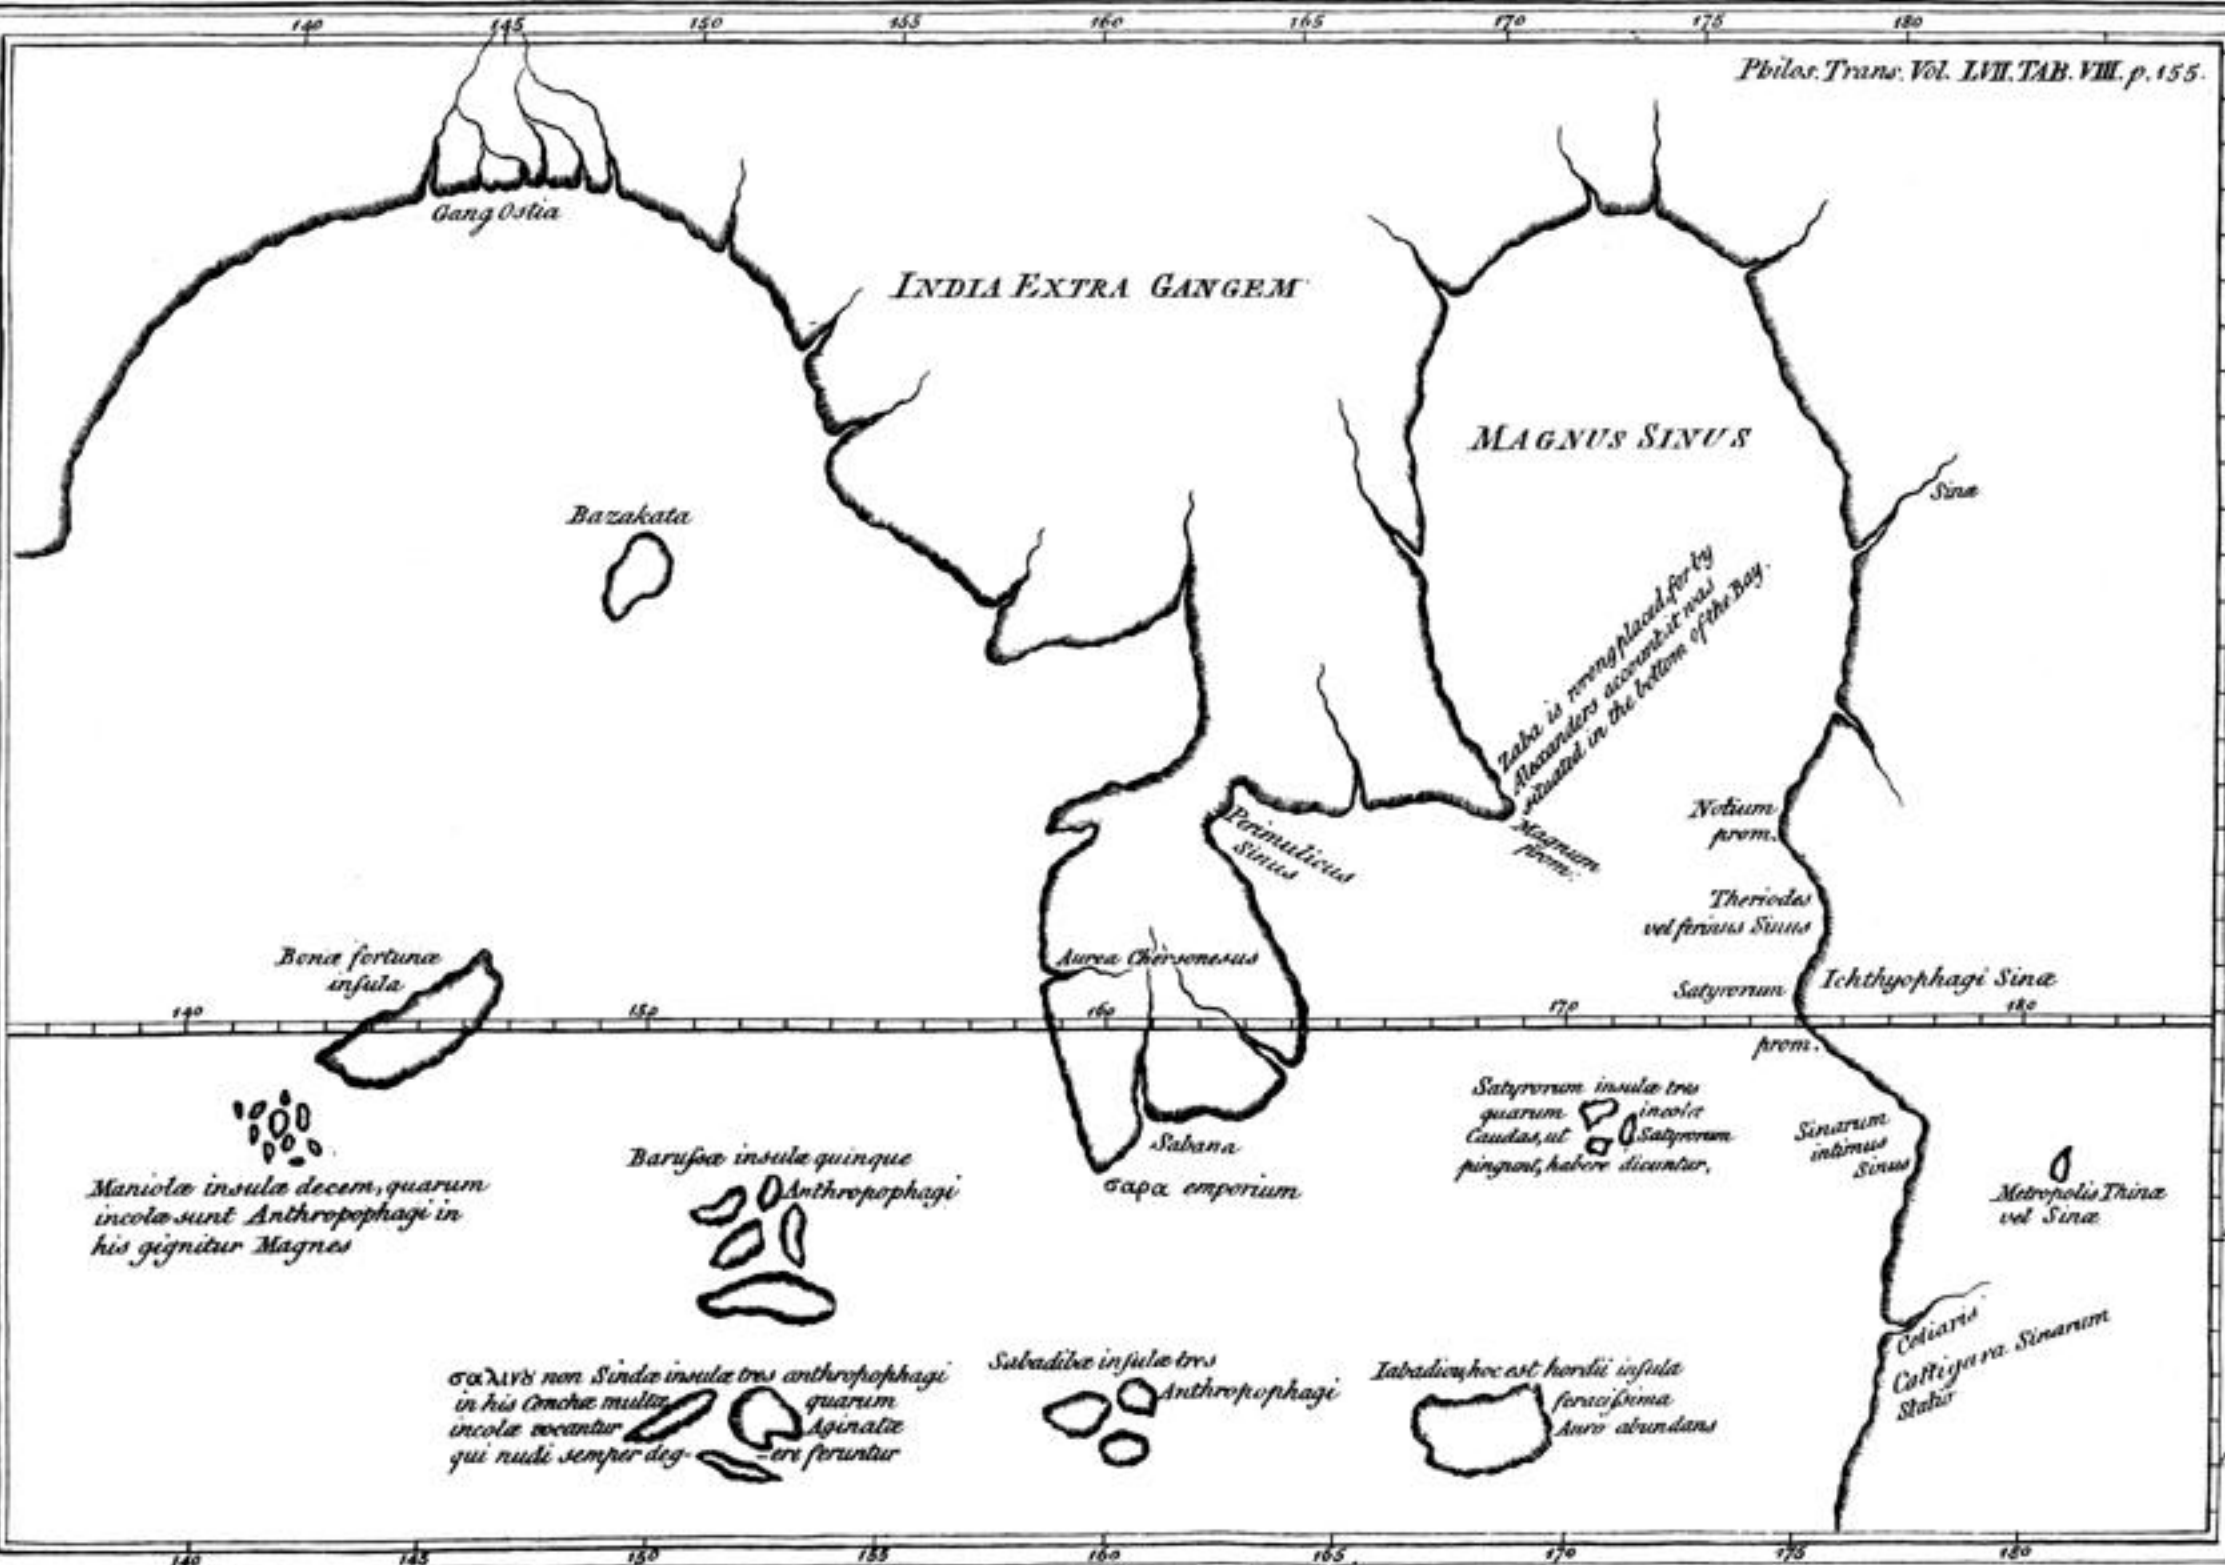 140 145 150 155 160 165 170 175 180
Philos. Trans. Vol. LVII. TAB. VIII. p. 155.
Gang Ostia
INDIA EXTRA GANGEM
MAGNUS SINUS
Sinæ
Bazakata
Zaba is wrong placed, for by
Alexanders account it was
situated in the bottom of the Bay.
Notium
prom.
Perimulicus
Sinus
Magnum
Prom:
Theriodes
vel ferinus Sinus
Bonæ fortunæ
insula
Aurea Chersonesus
Ichthyophagi Sinæ
Satyrorum
140 150 160 170 180
prom.
Satyrorum insulæ tres
quarum incolæ
Caudas, ut Satyrorum
pingunt, habere dicuntur.
Sinarum
intimus
Sinus
Sabana
σαρα emporium
Barussæ insulæ quinque
Anthropophagi
Maniolæ insulæ decem, quarum
incolæ sunt Anthropophagi in
his gignitur Magnes
Metropolis Thinæ
vel Sinæ
Cotiaris
Cattigara Sinarum
Statio
σαλινȣ non Sindæ insulæ tres anthropophagi
in his Conchæ multæ quarum
incolæ vocantur Aginatæ
qui nudi semper deg- -ere feruntur
Sabadibæ insulæ tres
Anthropophagi
Iabadiou, hoc est hordii insula
feracissima
Auro abundans
140 145 150 155 160 165 170 175 180